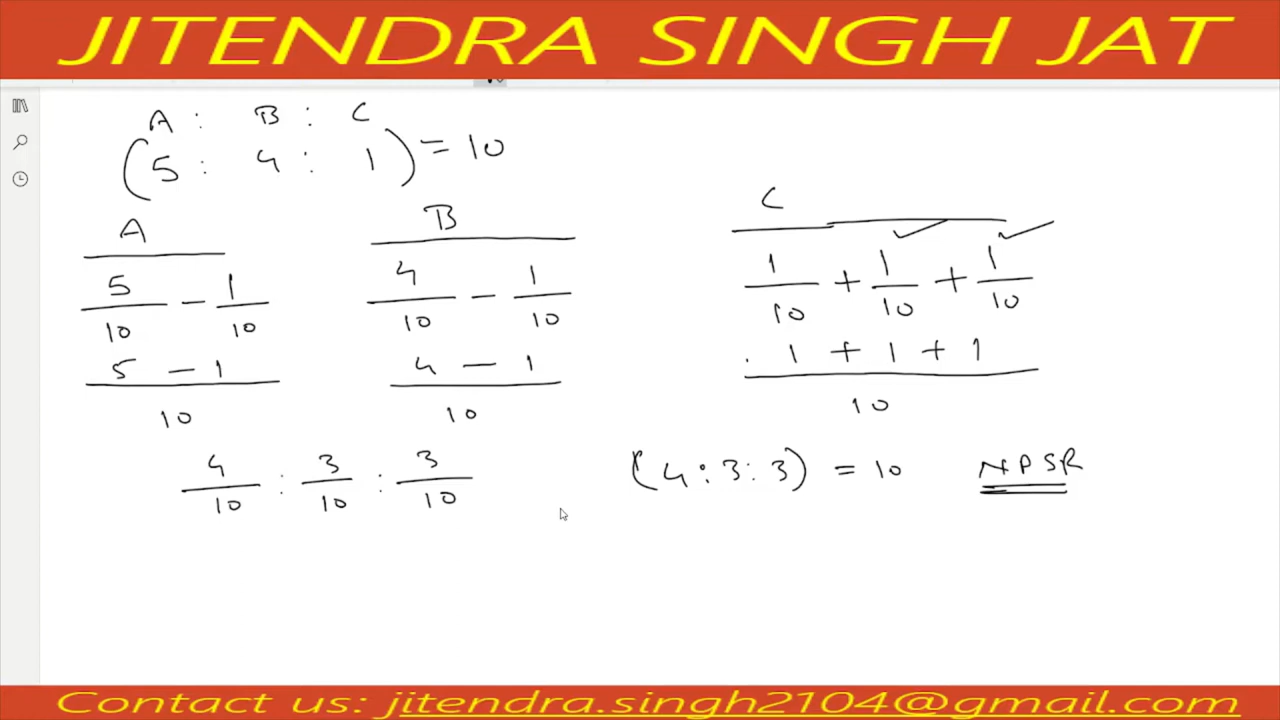 JITENDRA SINGH JAT
A : B : C
(5 : 4 : 1) = 10
A B C
5/10 - 1/10 4/10 - 1/10 1/10 + 1/10 + 1/10
5 - 1 / 10 4 - 1 / 10 1 + 1 + 1 / 10
4/10 : 3/10 : 3/10 (4 : 3 : 3) = 10 NPSR
Contact us: jitendra.singh2104@gmail.com